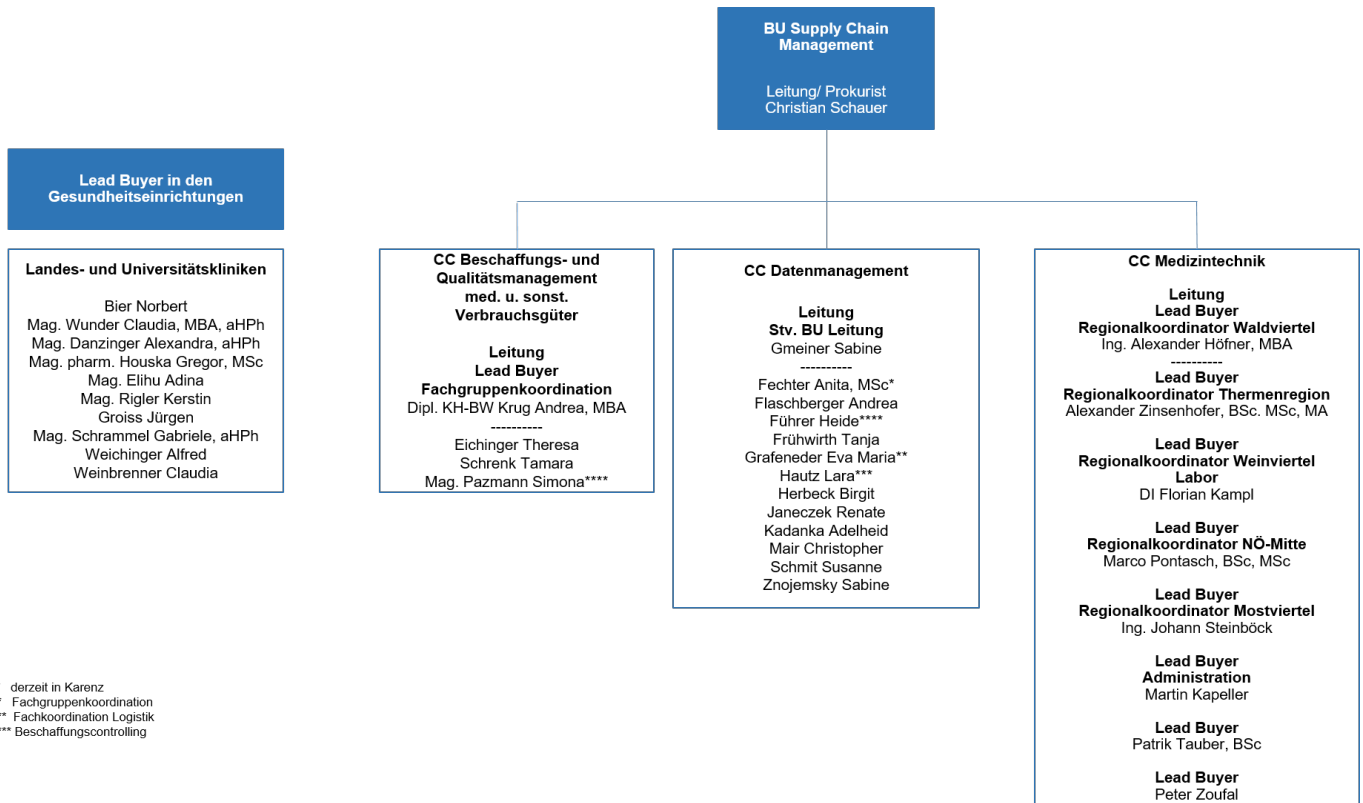 BU Supply Chain
Management
Leitung/ Prokurist
Christian Schauer
Lead Buyer in den
Gesundheitseinrichtungen
Landes- und Universitätskliniken
Bier Norbert
Mag. Wunder Claudia, MBA, aHPh
Mag. Danzinger Alexandra, aHPh
Mag. pharm. Houska Gregor, MSc
Mag. Elihu Adina
Mag. Rigler Kerstin
Groiss Jürgen
Mag. Schrammel Gabriele, aHPh
Weichinger Alfred
Weinbrenner Claudia
CC Beschaffungs- und
Qualitätsmanagement
med. u. sonst.
Verbrauchsgüter
Leitung
Lead Buyer
Fachgruppenkoordination
Dipl. KH-BW Krug Andrea, MBA
----------
Eichinger Theresa
Schrenk Tamara
Mag. Pazmann Simona****
CC Datenmanagement
Leitung
Stv. BU Leitung
Gmeiner Sabine
----------
Fechter Anita, MSc*
Flaschberger Andrea
Führer Heide****
Frühwirth Tanja
Grafeneder Eva Maria**
Hautz Lara***
Herbeck Birgit
Janeczek Renate
Kadanka Adelheid
Mair Christopher
Schmit Susanne
Znojemsky Sabine
CC Medizintechnik
Leitung
Lead Buyer
Regionalkoordinator Waldviertel
Ing. Alexander Höfner, MBA
----------
Lead Buyer
Regionalkoordinator Thermenregion
Alexander Zinsenhofer, BSc. MSc, MA
Lead Buyer
Regionalkoordinator Weinviertel
Labor
DI Florian Kampl
Lead Buyer
Regionalkoordinator NÖ-Mitte
Marco Pontasch, BSc, MSc
Lead Buyer
Regionalkoordinator Mostviertel
Ing. Johann Steinböck
Lead Buyer
Administration
Martin Kapeller
Lead Buyer
Patrik Tauber, BSc
Lead Buyer
Peter Zoufal
derzeit in Karenz
* Fachgruppenkoordination
** Fachkoordination Logistik
*** Beschaffungscontrolling